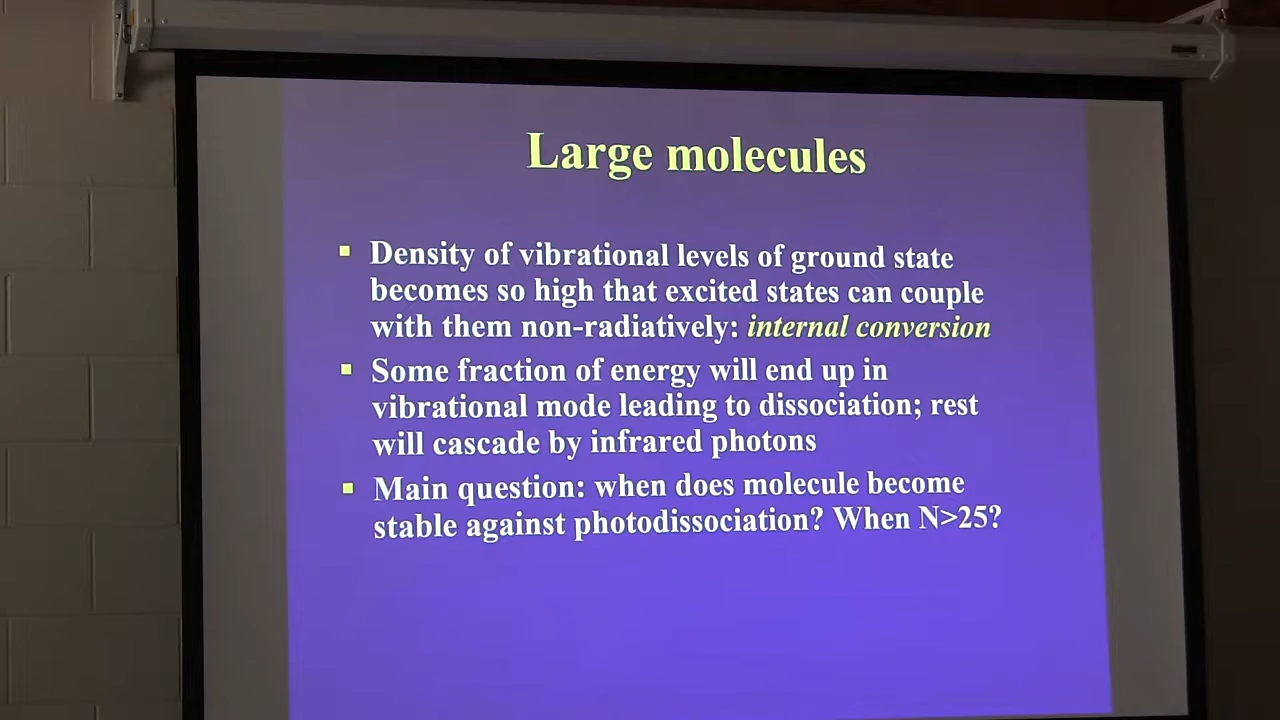 Large molecules
▪ Density of vibrational levels of ground state
becomes so high that excited states can couple
with them non-radiatively: internal conversion
▪ Some fraction of energy will end up in
vibrational mode leading to dissociation; rest
will cascade by infrared photons
▪ Main question: when does molecule become
stable against photodissociation? When N>25?